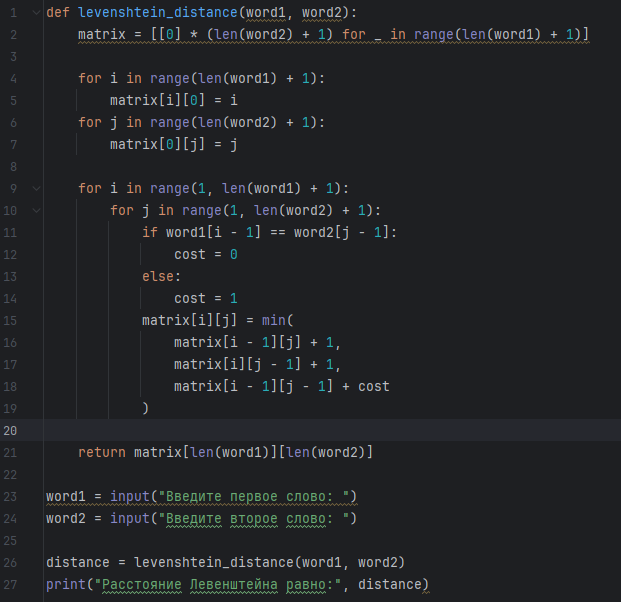 1 def levenshtein_distance(word1, word2):
2     matrix = [[0] * (len(word2) + 1) for _ in range(len(word1) + 1)]
3
4     for i in range(len(word1) + 1):
5         matrix[i][0] = i
6     for j in range(len(word2) + 1):
7         matrix[0][j] = j
8
9     for i in range(1, len(word1) + 1):
10         for j in range(1, len(word2) + 1):
11             if word1[i - 1] == word2[j - 1]:
12                 cost = 0
13             else:
14                 cost = 1
15             matrix[i][j] = min(
16                 matrix[i - 1][j] + 1,
17                 matrix[i][j - 1] + 1,
18                 matrix[i - 1][j - 1] + cost
19             )
20
21     return matrix[len(word1)][len(word2)]
22
23 word1 = input("Введите первое слово: ")
24 word2 = input("Введите второе слово: ")
25
26 distance = levenshtein_distance(word1, word2)
27 print("Расстояние Левенштейна равно:", distance)